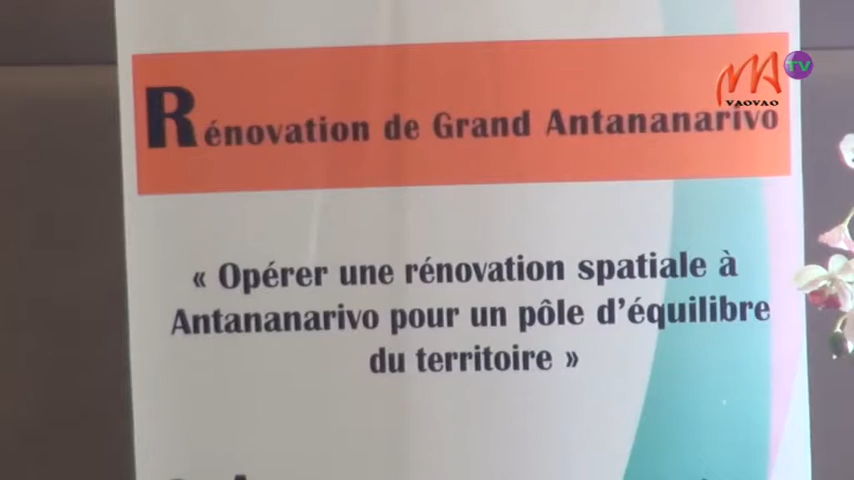 MA TV
VAOVAO
Rénovation de Grand Antananarivo
« Opérer une rénovation spatiale à
Antananarivo pour un pôle d'équilibre
du territoire »